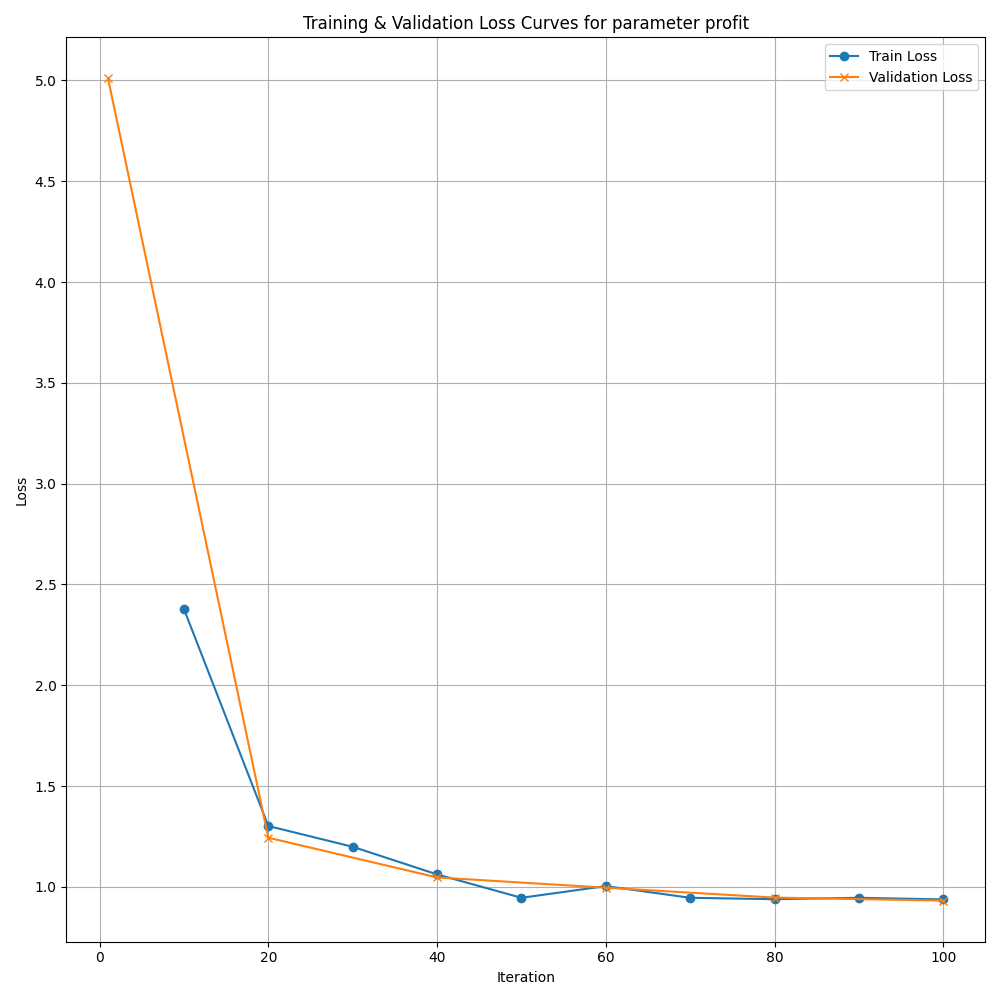 Training & Validation Loss Curves for parameter profit
Train Loss
Validation Loss
5.0
4.5
4.0
3.5
3.0
2.5
2.0
1.5
1.0
Loss
0 20 40 60 80 100
Iteration